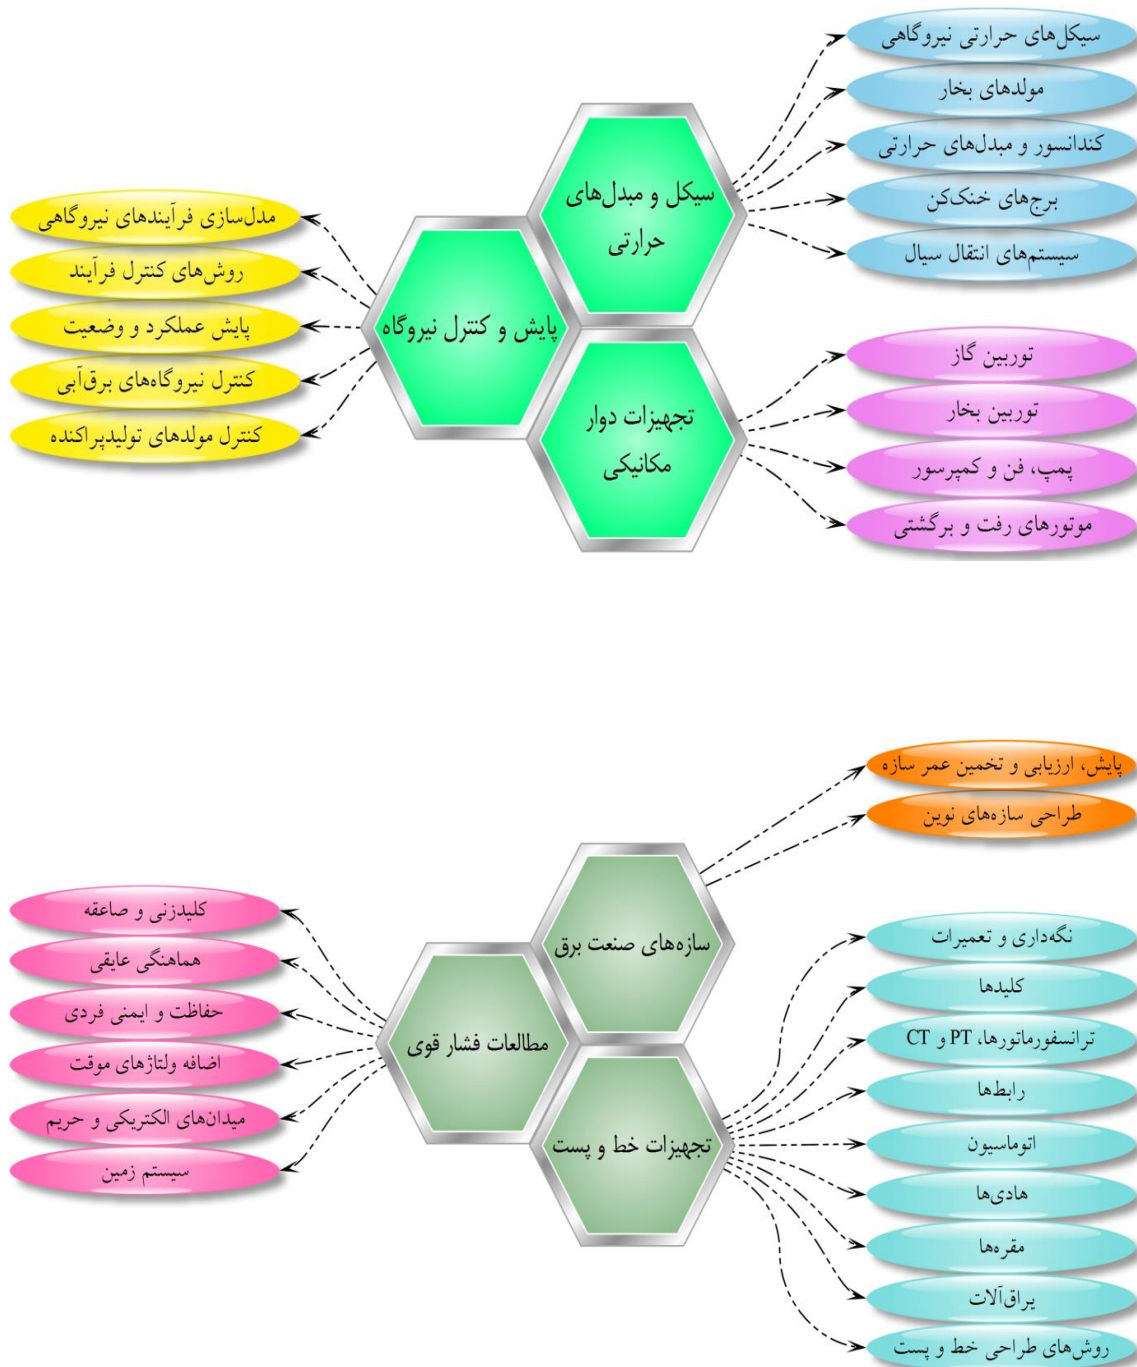 سیکل‌های حرارتی نیروگاهی
مولدهای بخار
کندانسور و مبدل‌های حرارتی
برج‌های خنک‌کن
سیستم‌های انتقال سیال
سیکل و مبدل‌های
حرارتی
پایش و کنترل نیروگاه
مدل‌سازی فرآیندهای نیروگاهی
روش‌های کنترل فرآیند
پایش عملکرد و وضعیت
کنترل نیروگاه‌های برق‌آبی
کنترل مولدهای تولیدپراکنده
تجهیزات دوار
مکانیکی
توربین گاز
توربین بخار
پمپ، فن و کمپرسور
موتورهای رفت و برگشتی
پایش، ارزیابی و تخمین عمر سازه
طراحی سازه‌های نوین
سازه‌های صنعت برق
مطالعات فشار قوی
کلیدزنی و صاعقه
هماهنگی عایقی
حفاظت و ایمنی فردی
اضافه ولتاژهای موقت
میدان‌های الکتریکی و حریم
سیستم زمین
تجهیزات خط و پست
نگه‌داری و تعمیرات
کلیدها
ترانسفورماتورها، PT و CT
رابط‌ها
اتوماسیون
هادی‌ها
مقره‌ها
یراق‌آلات
روش‌های طراحی خط و پست